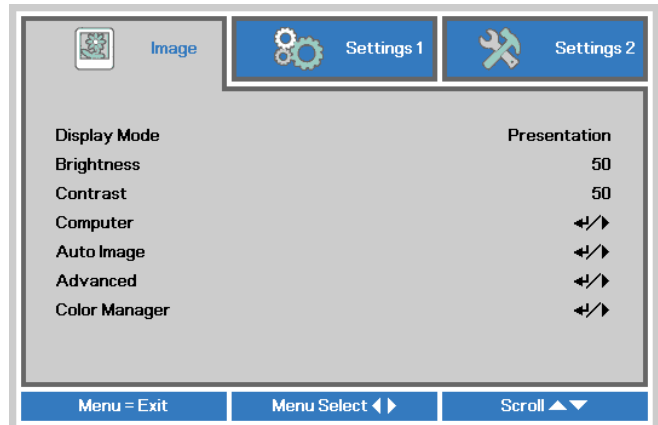 Image Settings 1 Settings 2
Display Mode Presentation
Brightness 50
Contrast 50
Computer ↵/▶
Auto Image ↵/▶
Advanced ↵/▶
Color Manager ↵/▶
Menu = Exit Menu Select ◀▶ Scroll ▲▼